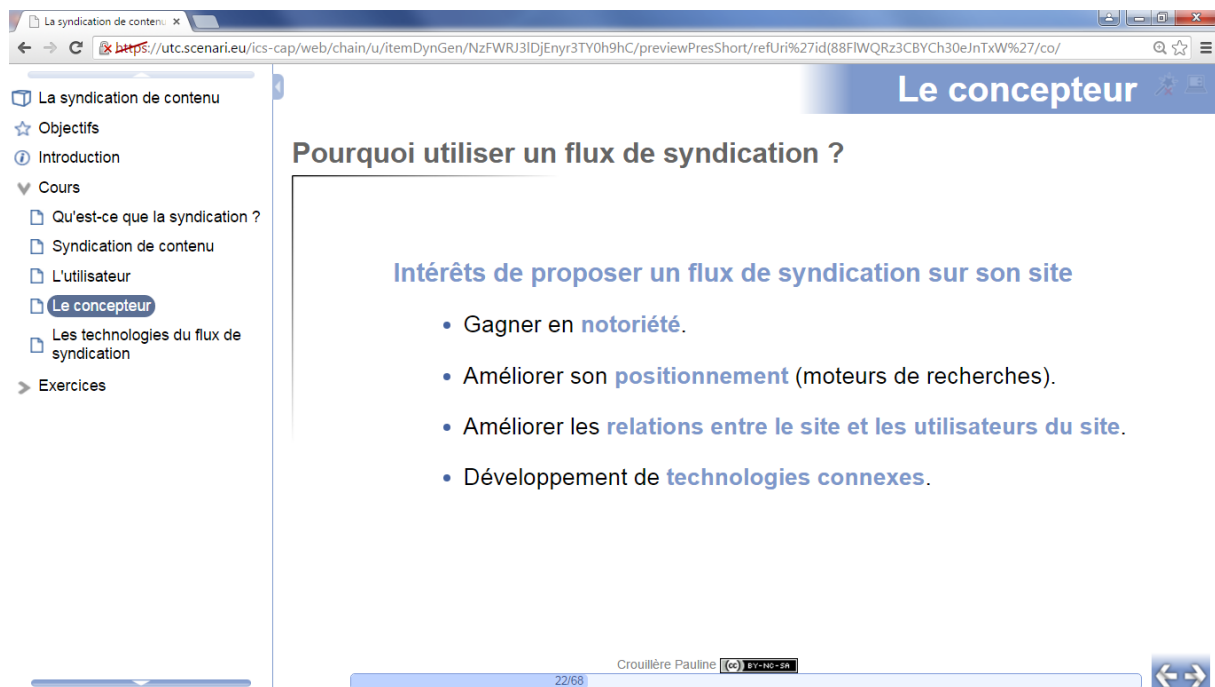 La syndication de contenu
https://utc.scenari.eu/ics-cap/web/chain/u/itemDynGen/NzFWRJ3lDjEnyr3TY0h9hC/previewPresShort/refUri%27id(88FlWQRz3CBYCh30eJnTxW%27/co/
La syndication de contenu
Objectifs
Introduction
Cours
Qu'est-ce que la syndication ?
Syndication de contenu
L'utilisateur
Le concepteur
Les technologies du flux de
syndication
Exercices
Le concepteur
Pourquoi utiliser un flux de syndication ?
Intérêts de proposer un flux de syndication sur son site
• Gagner en notoriété.
• Améliorer son positionnement (moteurs de recherches).
• Améliorer les relations entre le site et les utilisateurs du site.
• Développement de technologies connexes.
Crouillère Pauline (cc) BY-NC-SA
22/68